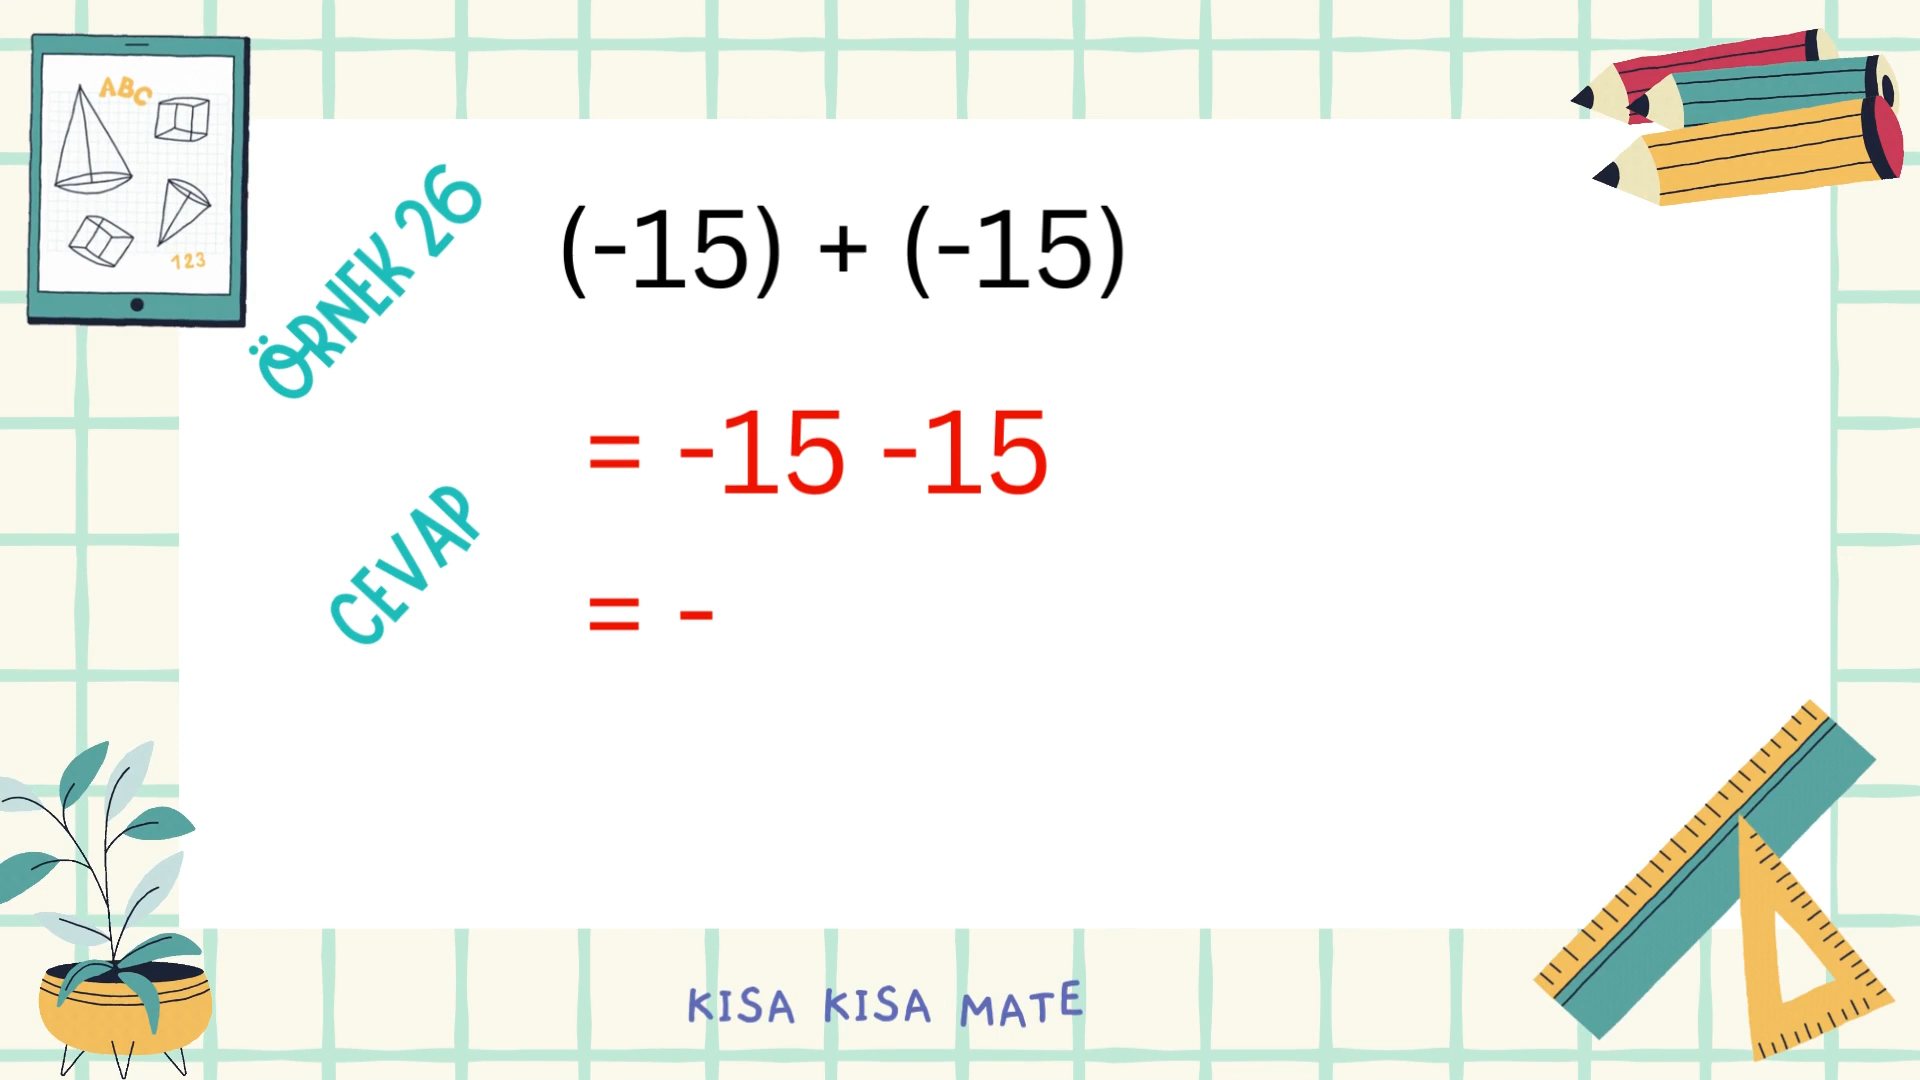 ABC
123
ÖRNEK 26
(-15) + (-15)
= -15 -15
CEVAP
= -
KISA KISA MATE